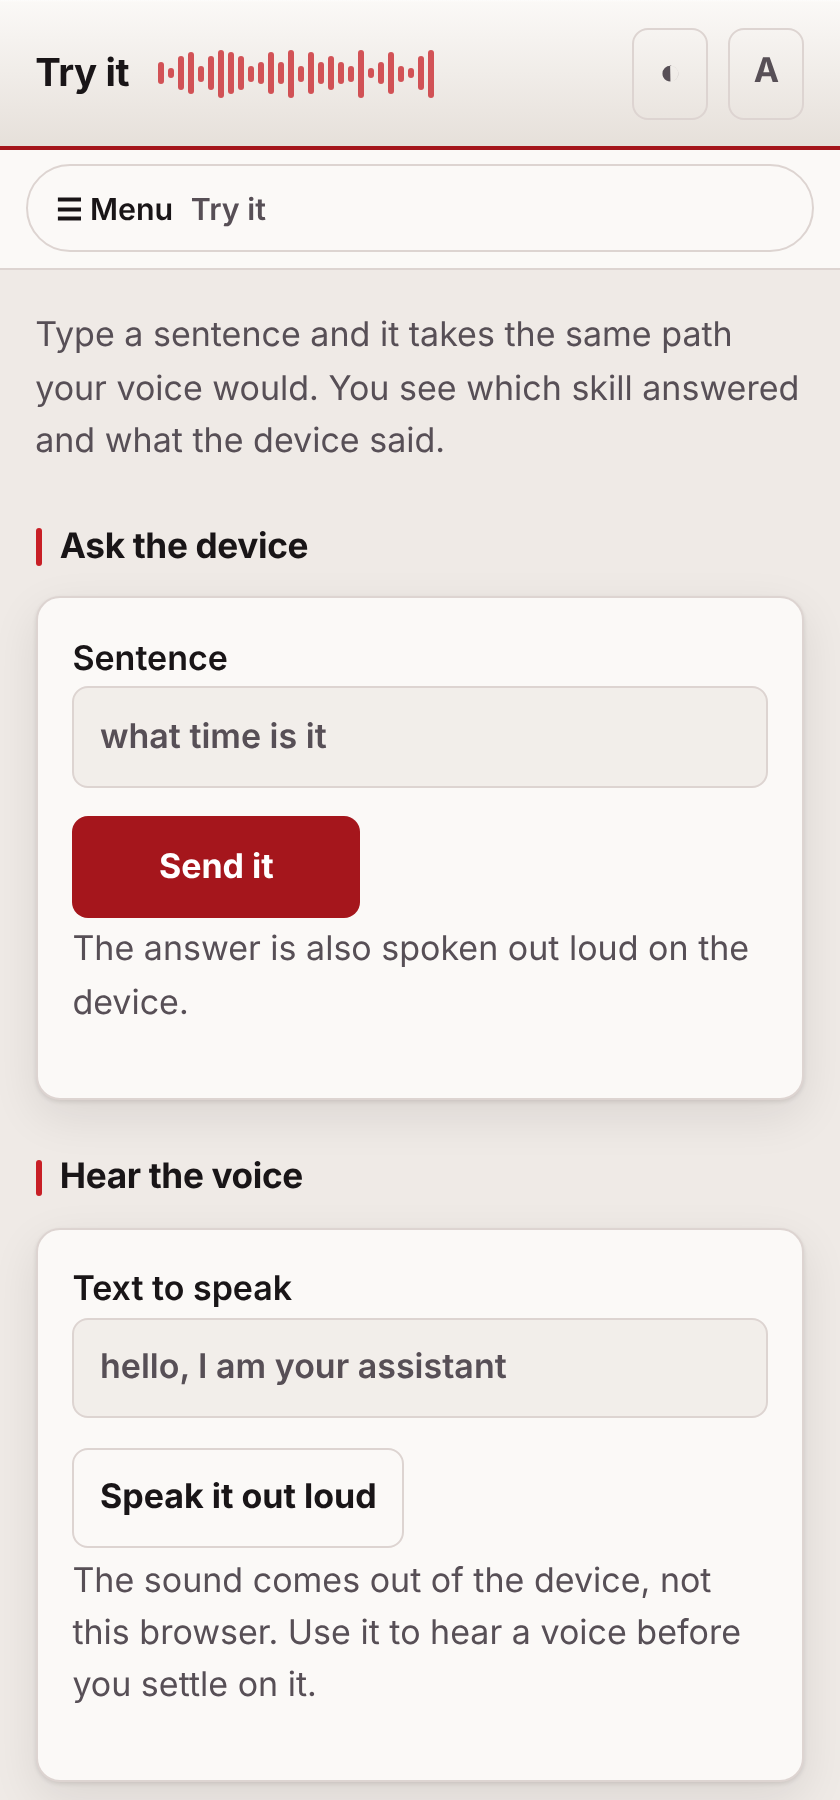 Try it
A
☰ Menu Try it
Type a sentence and it takes the same path
your voice would. You see which skill answered
and what the device said.
Ask the device
Sentence
what time is it
Send it
The answer is also spoken out loud on the
device.
Hear the voice
Text to speak
hello, I am your assistant
Speak it out loud
The sound comes out of the device, not
this browser. Use it to hear a voice before
you settle on it.